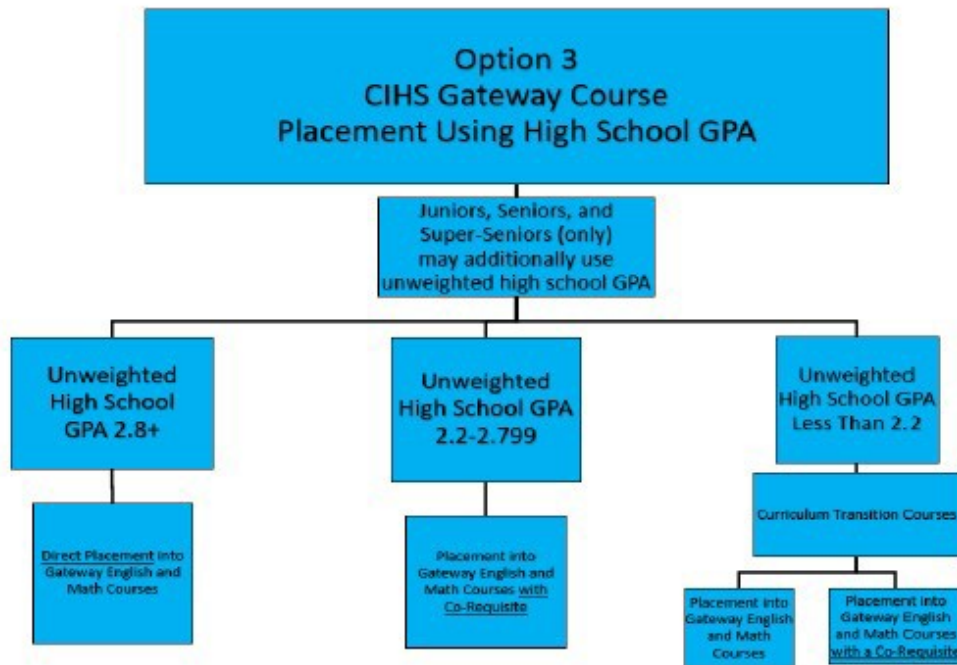 Option 3
CIHS Gateway Course
Placement Using High School GPA
Juniors, Seniors, and
Super-Seniors (only)
may additionally use
unweighted high school GPA
Unweighted
High School
GPA 2.8+
Unweighted
High School GPA
2.2-2.799
Unweighted
High School GPA
Less Than 2.2
Direct Placement into
Gateway English and
Math Courses
Placement into
Gateway English and
Math Courses with
Co-Requisite
Curriculum Transition Courses
Placement into
Gateway English
and Math
Courses
Placement into
Gateway English
and Math Courses
with a Co-Requisite